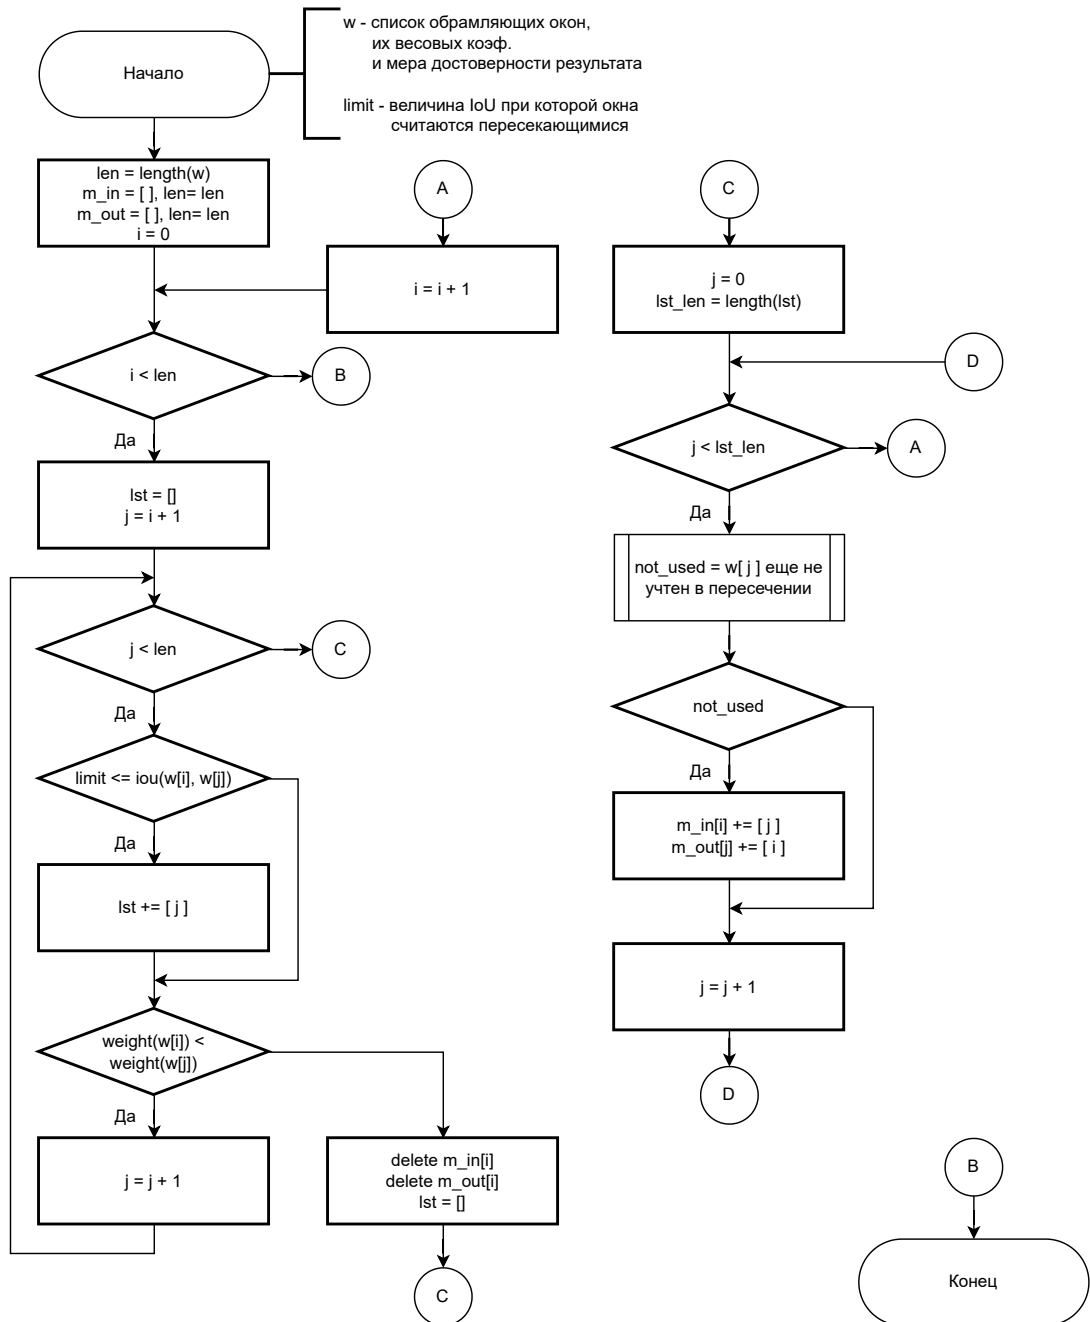 w - список обрамляющих окон,
их весовых коэф.
и мера достоверности результата
limit - величина IoU при которой окна
считаются пересекающимися
Начало
len = length(w)
m_in = [ ], len= len
m_out = [ ], len= len
i = 0
A
i = i + 1
i < len
B
Да
lst = []
j = i + 1
j < len
C
Да
limit <= iou(w[i], w[j])
Да
lst += [ j ]
weight(w[i]) <
weight(w[j])
Да
j = j + 1
delete m_in[i]
delete m_out[i]
lst = []
C
C
j = 0
lst_len = length(lst)
D
j < lst_len
A
Да
not_used = w[ j ] еще не
учтен в пересечении
not_used
Да
m_in[i] += [ j ]
m_out[j] += [ i ]
j = j + 1
D
B
Конец